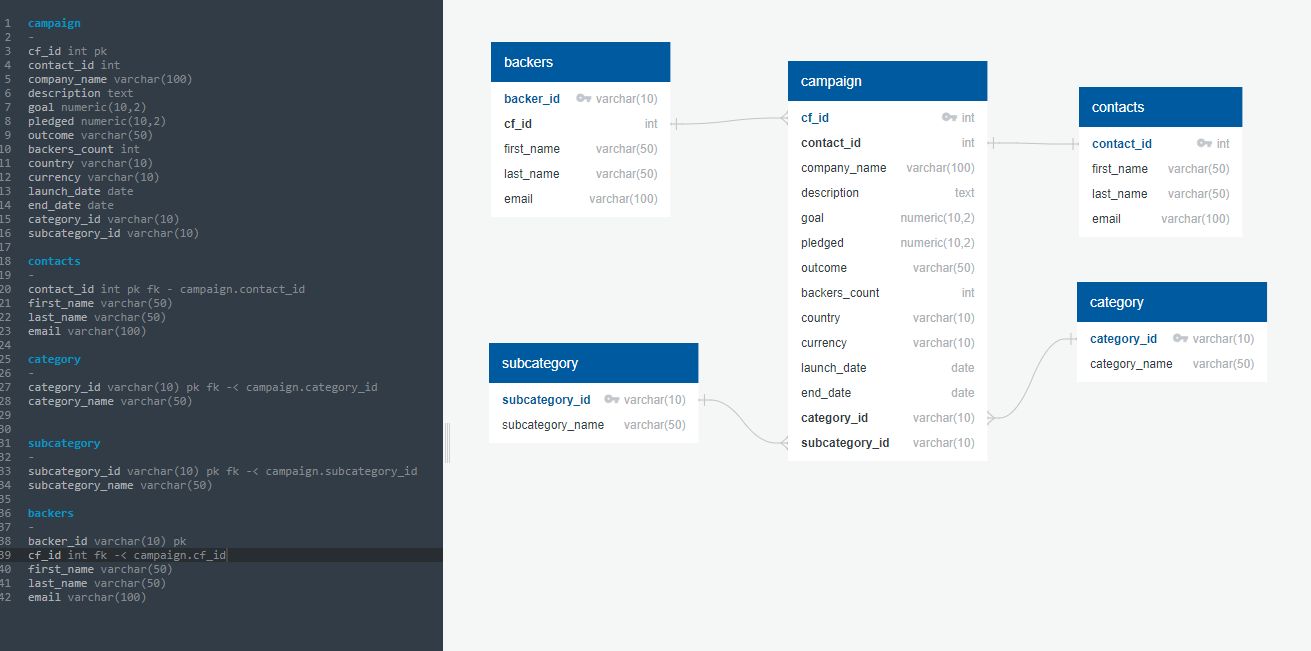 1 campaign
2 -
3 cf_id int pk
4 contact_id int
5 company_name varchar(100)
6 description text
7 goal numeric(10,2)
8 pledged numeric(10,2)
9 outcome varchar(50)
10 backers_count int
11 country varchar(10)
12 currency varchar(10)
13 launch_date date
14 end_date date
15 category_id varchar(10)
16 subcategory_id varchar(10)
17
18 contacts
19 -
20 contact_id int pk fk - campaign.contact_id
21 first_name varchar(50)
22 last_name varchar(50)
23 email varchar(100)
24
25 category
26 -
27 category_id varchar(10) pk fk -< campaign.category_id
28 category_name varchar(50)
29
30
31 subcategory
32 -
33 subcategory_id varchar(10) pk fk -< campaign.subcategory_id
34 subcategory_name varchar(50)
35
36 backers
37 -
38 backer_id varchar(10) pk
39 cf_id int fk -< campaign.cf_id
40 first_name varchar(50)
41 last_name varchar(50)
42 email varchar(100)
backers
backer_id varchar(10)
cf_id int
first_name varchar(50)
last_name varchar(50)
email varchar(100)
subcategory
subcategory_id varchar(10)
subcategory_name varchar(50)
campaign
cf_id int
contact_id int
company_name varchar(100)
description text
goal numeric(10,2)
pledged numeric(10,2)
outcome varchar(50)
backers_count int
country varchar(10)
currency varchar(10)
launch_date date
end_date date
category_id varchar(10)
subcategory_id varchar(10)
contacts
contact_id int
first_name varchar(50)
last_name varchar(50)
email varchar(100)
category
category_id varchar(10)
category_name varchar(50)